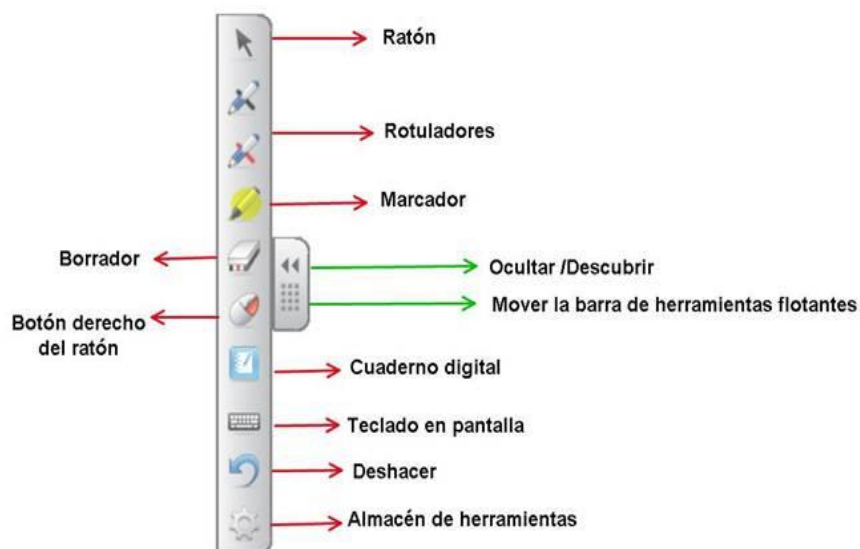 Ratón
Rotuladores
Marcador
Borrador
Ocultar /Descubrir
Mover la barra de herramientas flotantes
Botón derecho
del ratón
Cuaderno digital
Teclado en pantalla
Deshacer
Almacén de herramientas